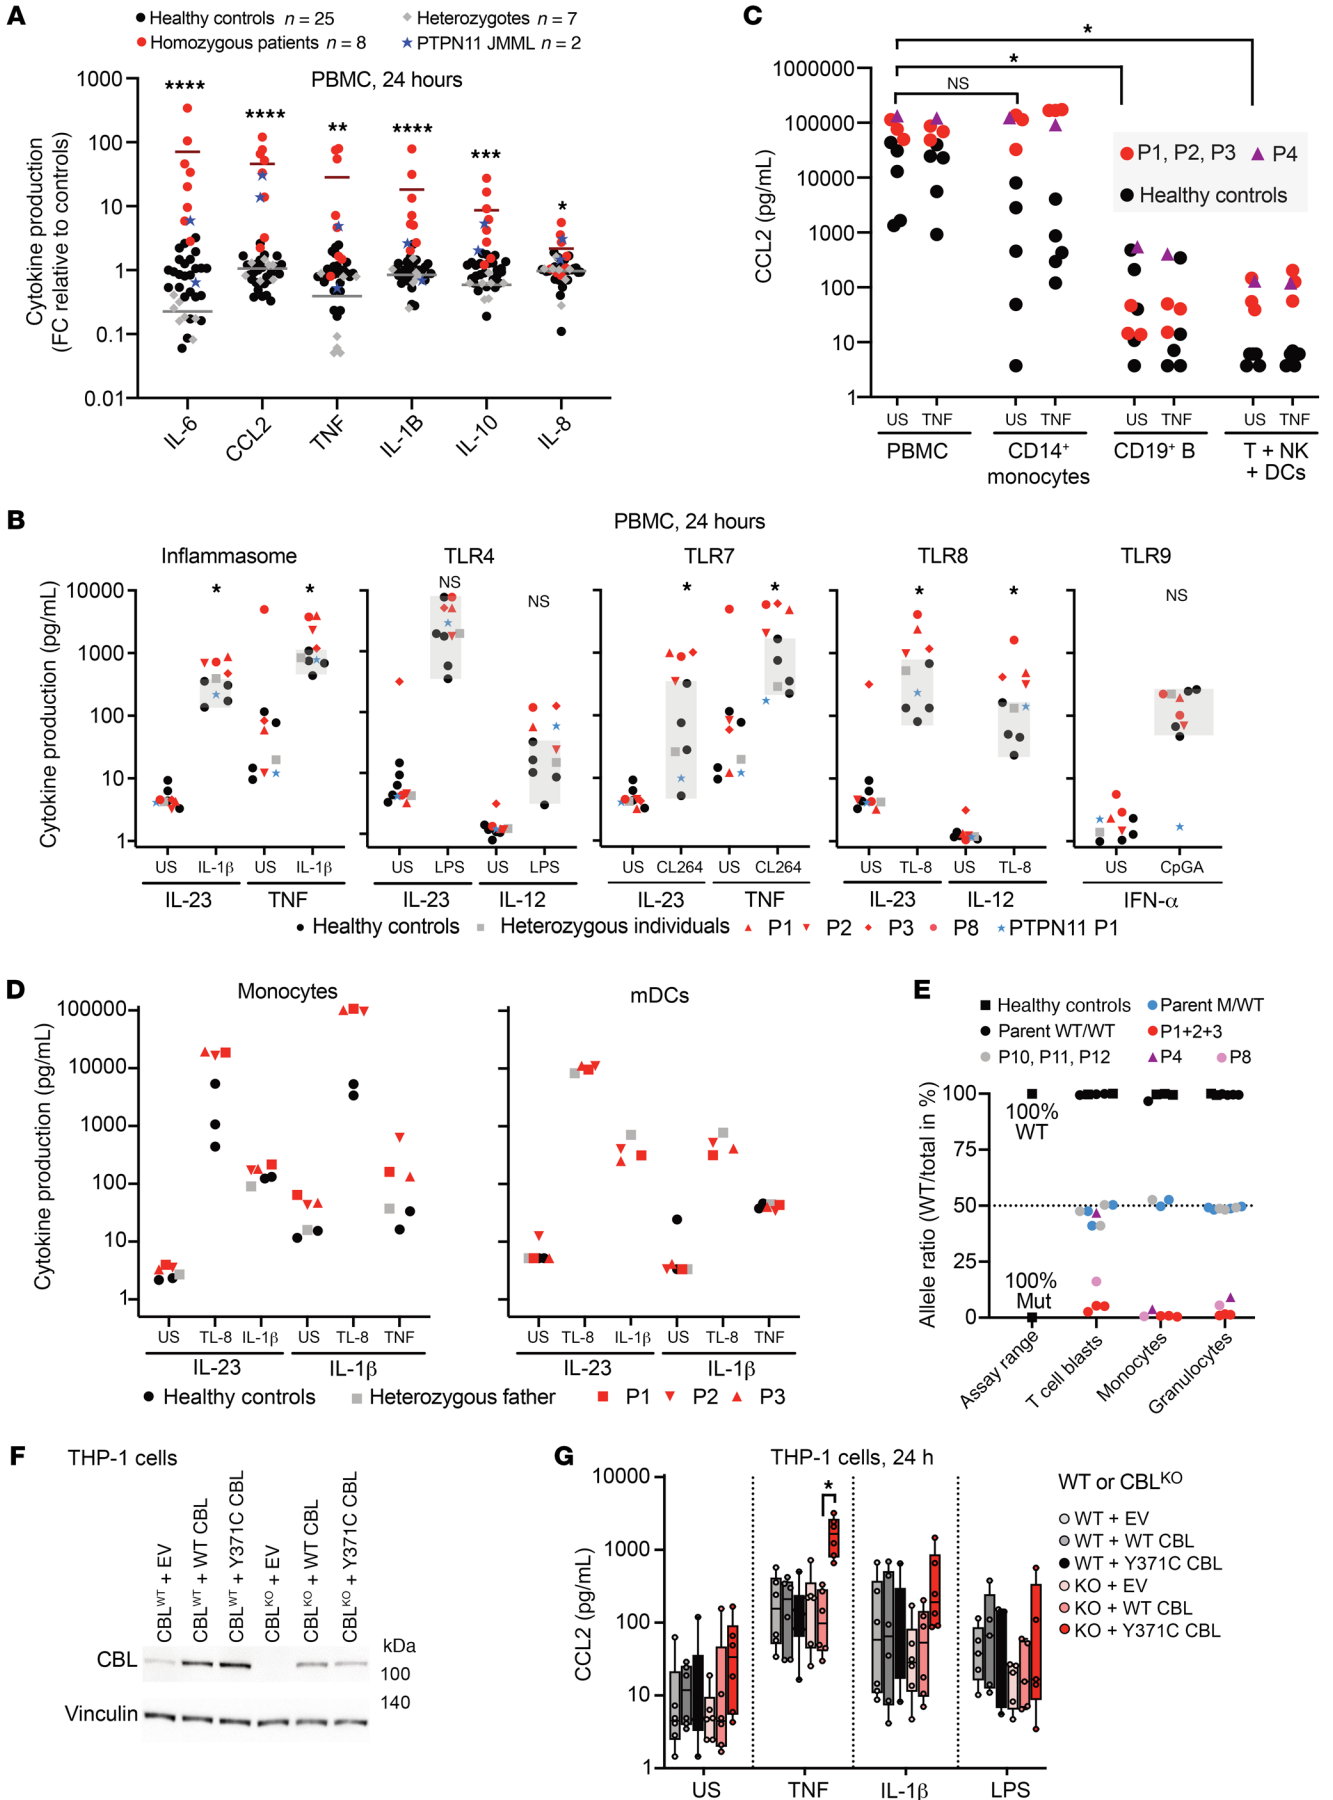 A
Healthy controls n = 25
Heterozygotes n = 7
Homozygous patients n = 8
PTPN11 JMML n = 2
PBMC, 24 hours
Cytokine production
(FC relative to controls)
1000
100
10
1
0.1
0.01
****
****
**
****
***
*
IL-6
CCL2
TNF
IL-1B
IL-10
IL-8
C
*
*
NS
CCL2 (pg/mL)
1000000
100000
10000
1000
100
10
1
P1, P2, P3
P4
Healthy controls
US TNF US TNF US TNF US TNF
PBMC
CD14+
monocytes
CD19+ B
T + NK
+ DCs
B
PBMC, 24 hours
Inflammasome
TLR4
TLR7
TLR8
TLR9
Cytokine production (pg/mL)
10000
1000
100
10
1
* *
NS NS
* *
* *
NS
US IL-1β US IL-1β
IL-23 TNF
US LPS US LPS
IL-23 IL-12
US CL264 US CL264
IL-23 TNF
US TL-8 US TL-8
IL-23 IL-12
US CpGA
IFN-α
Healthy controls Heterozygous individuals P1 P2 P3 P8 PTPN11 P1
D
Monocytes
mDCs
Cytokine production (pg/mL)
100000
10000
1000
100
10
1
US TL-8 IL-1β US TL-8 TNF
IL-23 IL-1β
US TL-8 IL-1β US TL-8 TNF
IL-23 IL-1β
Healthy controls Heterozygous father P1 P2 P3
E
Healthy controls
Parent M/WT
Parent WT/WT
P1+2+3
P10, P11, P12
P4
P8
Allele ratio (WT/total in %)
100
75
50
25
0
100%
WT
100%
Mut
Assay range
T cell blasts
Monocytes
Granulocytes
F
THP-1 cells
CBLWT + EV
CBLWT + WT CBL
CBLWT + Y371C CBL
CBLKO + EV
CBLKO + WT CBL
CBLKO + Y371C CBL
kDa
CBL
100
140
Vinculin
G
THP-1 cells, 24 h
CCL2 (pg/mL)
10000
1000
100
10
1
*
US
TNF
IL-1β
LPS
WT or CBLKO
WT + EV
WT + WT CBL
WT + Y371C CBL
KO + EV
KO + WT CBL
KO + Y371C CBL